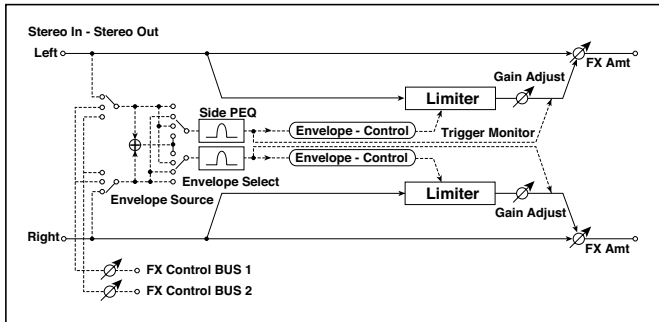 Stereo In - Stereo Out
Left
FX Amt
Gain Adjust
Limiter
Side PEQ
Trigger Monitor
Envelope - Control
Envelope - Control
Envelope Select
Envelope Source
Limiter
Gain Adjust
Right
FX Amt
FX Control BUS 1
FX Control BUS 2